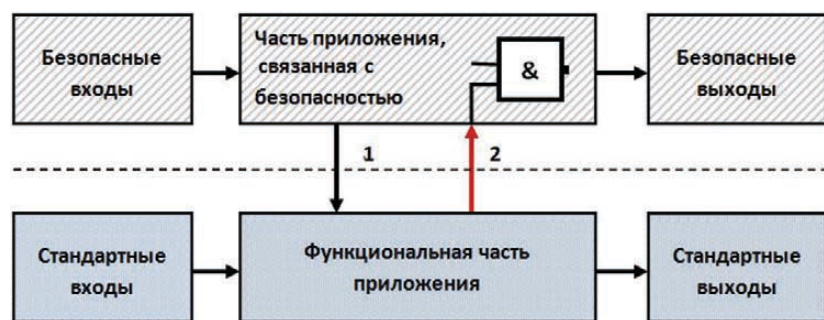 Безопасные
входы
Часть приложения,
связанная с
безопасностью
&
Безопасные
выходы
1
2
Стандартные
входы
Функциональная часть
приложения
Стандартные
выходы